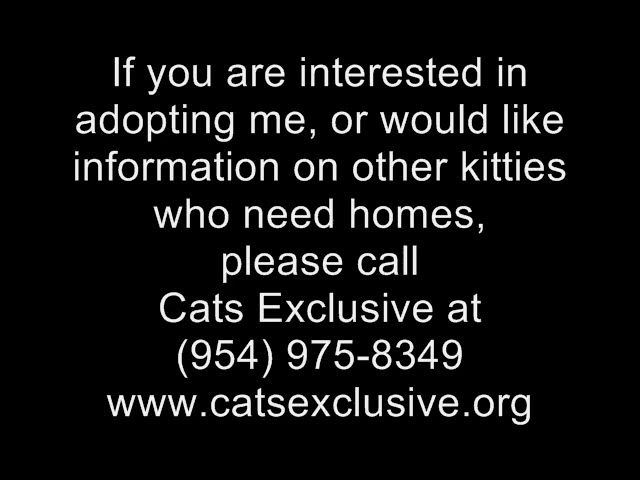 If you are interested in
adopting me, or would like
information on other kitties
who need homes,
please call
Cats Exclusive at
(954) 975-8349
www.catsexclusive.org